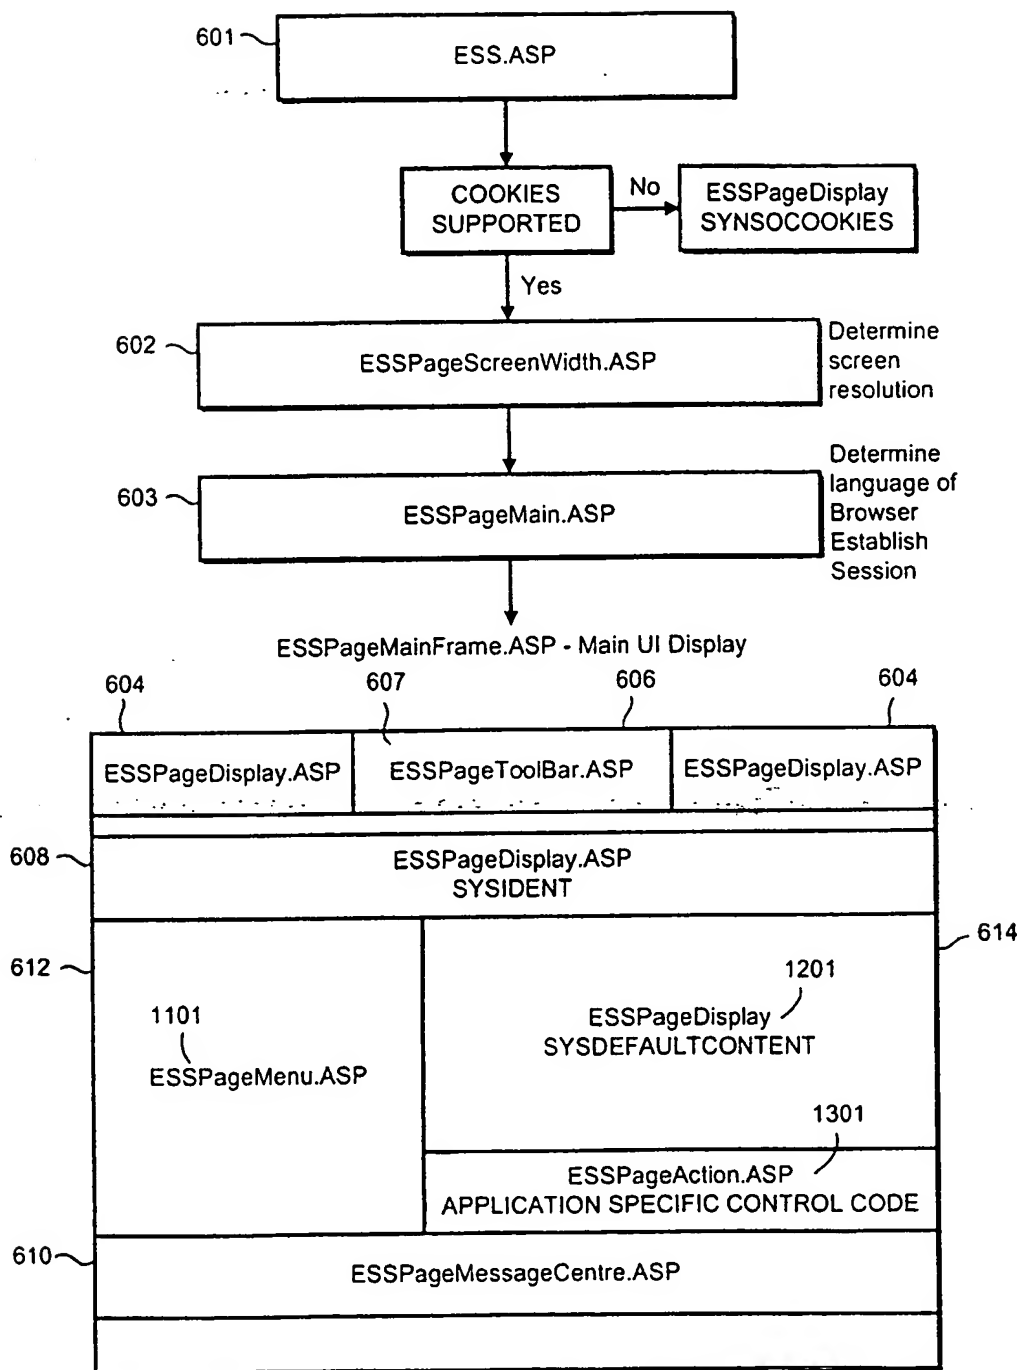 601
ESS.ASP
COOKIES
SUPPORTED
No
ESSPageDisplay
SYNSOCOOKIES
Yes
602
ESSPageScreenWidth.ASP
Determine
screen
resolution
603
ESSPageMain.ASP
Determine
language of
Browser
Establish
Session
ESSPageMainFrame.ASP - Main UI Display
604
607
606
604
ESSPageDisplay.ASP
ESSPageToolBar.ASP
ESSPageDisplay.ASP
608
ESSPageDisplay.ASP
SYSIDENT
612
614
1101
ESSPageMenu.ASP
1201
ESSPageDisplay
SYSDEFAULTCONTENT
1301
ESSPageAction.ASP
APPLICATION SPECIFIC CONTROL CODE
610
ESSPageMessageCentre.ASP